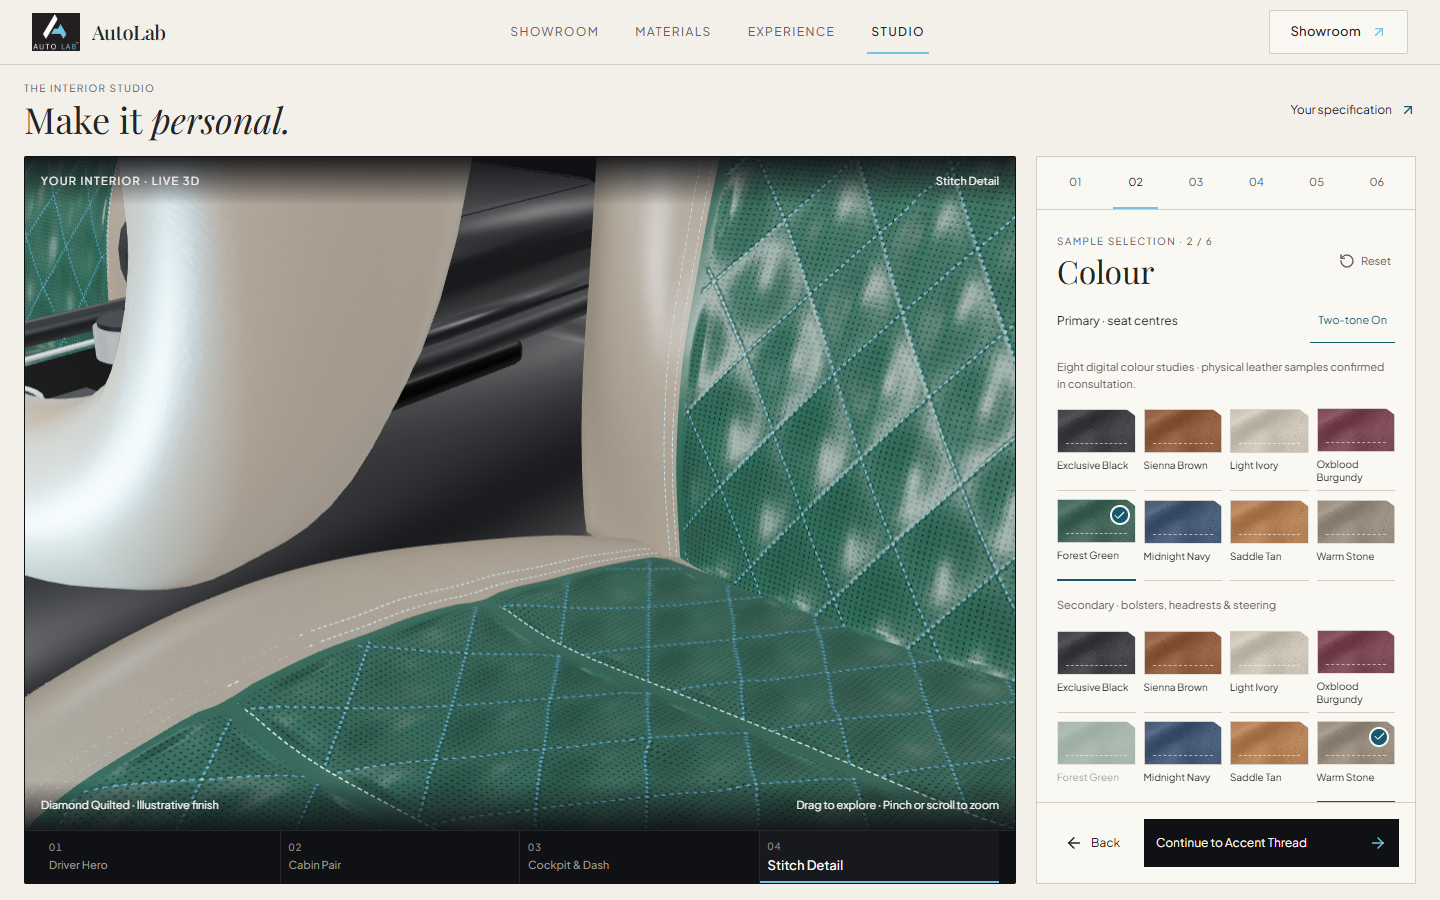 AUTO LAB
AutoLab
SHOWROOM
MATERIALS
EXPERIENCE
STUDIO
Showroom
THE INTERIOR STUDIO
Make it personal.
Your specification
YOUR INTERIOR · LIVE 3D
Stitch Detail
Diamond Quilted · Illustrative finish
Drag to explore · Pinch or scroll to zoom
01
Driver Hero
02
Cabin Pair
03
Cockpit & Dash
04
Stitch Detail
01
02
03
04
05
06
SAMPLE SELECTION · 2 / 6
Colour
Reset
Primary · seat centres
Two-tone On
Eight digital colour studies · physical leather samples confirmed
in consultation.
Exclusive Black
Sienna Brown
Light Ivory
Oxblood
Burgundy
Forest Green
Midnight Navy
Saddle Tan
Warm Stone
Secondary · bolsters, headrests & steering
Exclusive Black
Sienna Brown
Light Ivory
Oxblood
Burgundy
Forest Green
Midnight Navy
Saddle Tan
Warm Stone
Back
Continue to Accent Thread